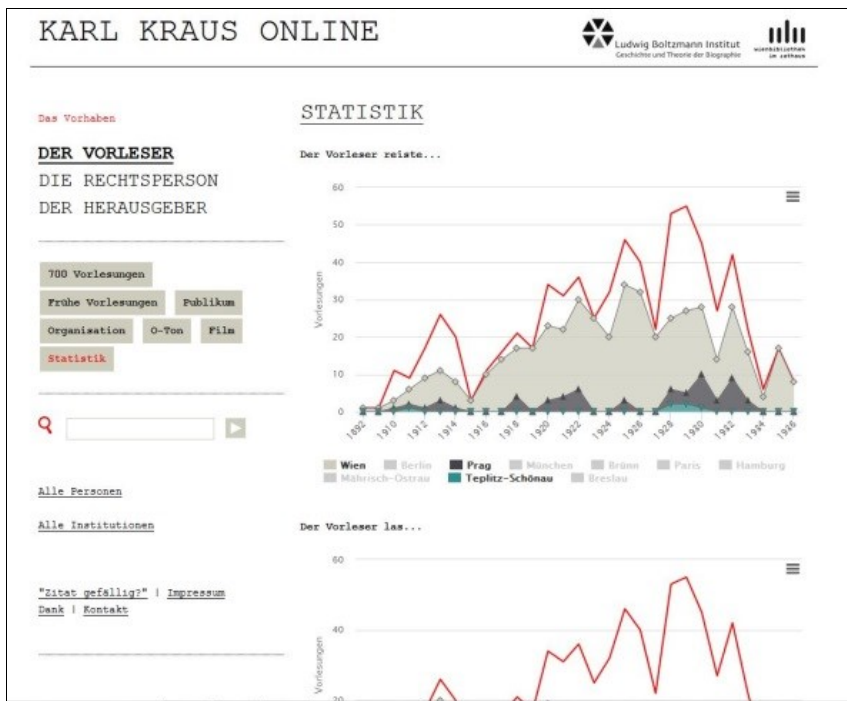 KARL KRAUS ONLINE
Ludwig Boltzmann Institut
Geschichte und Theorie der Biographie
wienbibliothek
im rathaus
Das Vorhaben
DER VORLESER
DIE RECHTSPERSON
DER HERAUSGEBER
700 Vorlesungen
Frühe Vorlesungen Publikum
Organisation O-Ton Film
Statistik
Alle Personen
Alle Institutionen
"Zitat gefällig?" | Impressum
Dank | Kontakt
STATISTIK
Der Vorleser reiste...
60
50
40
30
20
10
0
Vorlesungen
1892 1910 1912 1914 1916 1918 1920 1922 1924 1926 1928 1930 1932 1934 1936
Wien Berlin Prag München Brünn Paris Hamburg
Mährisch-Ostrau Teplitz-Schönau Breslau
Der Vorleser las...
60
40
20
Vorlesungen